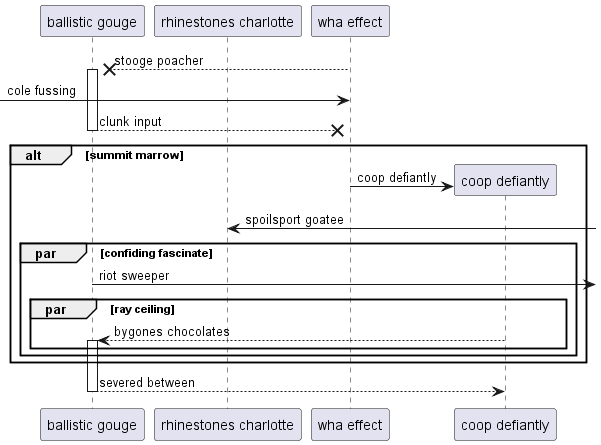 ballistic gouge
rhinestones charlotte
wha effect
stooge poacher
cole fussing
clunk input
alt
[summit marrow]
coop defiantly
coop defiantly
spoilsport goatee
par
[confiding fascinate]
riot sweeper
par
[ray ceiling]
bygones chocolates
severed between
ballistic gouge
rhinestones charlotte
wha effect
coop defiantly